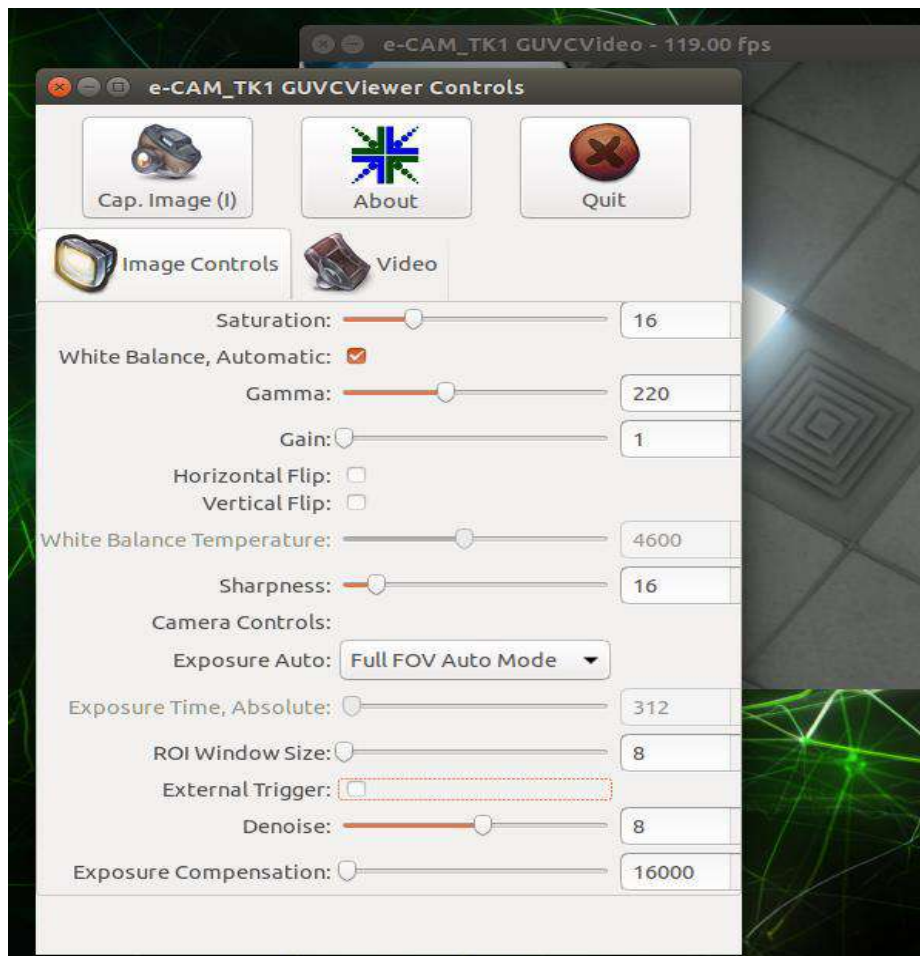 e-CAM_TK1 GUVCVideo - 119.00 fps
e-CAM_TK1 GUVCViewer Controls
Cap. Image (I)
About
Quit
Image Controls
Video
Saturation: 16
White Balance, Automatic:
Gamma: 220
Gain: 1
Horizontal Flip:
Vertical Flip:
White Balance Temperature: 4600
Sharpness: 16
Camera Controls:
Exposure Auto: Full FOV Auto Mode
Exposure Time, Absolute: 312
ROI Window Size: 8
External Trigger:
Denoise: 8
Exposure Compensation: 16000